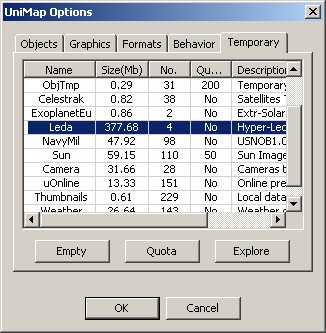 UniMap Options
Objects Graphics Formats Behavior Temporary
Name Size(Mb) No. Qu... Description
ObjTmp 0.29 31 200 Temporary
Celestrak 0.82 38 No Satellites T
ExoplanetEu 0.86 2 No Extr-Solar
Leda 377.68 4 No Hyper-Led
NavyMil 47.92 98 No USNOB1.0
Sun 59.15 110 50 Sun Image
Camera 31.66 28 No Cameras t
uOnline 13.33 151 No Online pre
Thumbnails 0.61 229 No Local data
Weather 26.64 143 No Weather c
Empty Quota Explore
OK Cancel